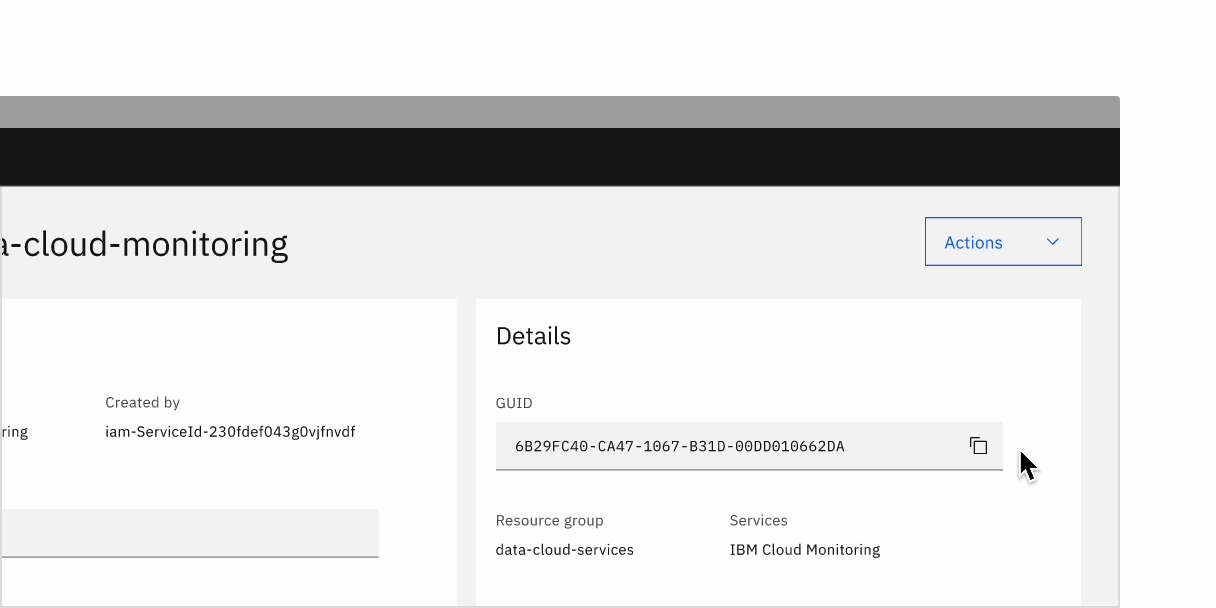 a-cloud-monitoring
Actions
Details
Created by
GUID
ring
iam-ServiceId-230fdef043g0vjfnvdf
6B29FC40-CA47-1067-B31D-00DD010662DA
Resource group
Services
data-cloud-services
IBM Cloud Monitoring